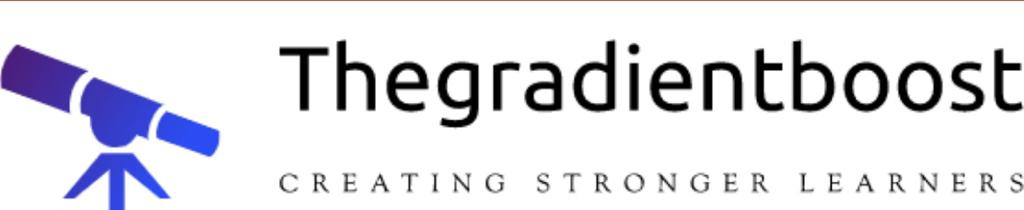 Thegradientboost
CREATING STRONGER LEARNERS